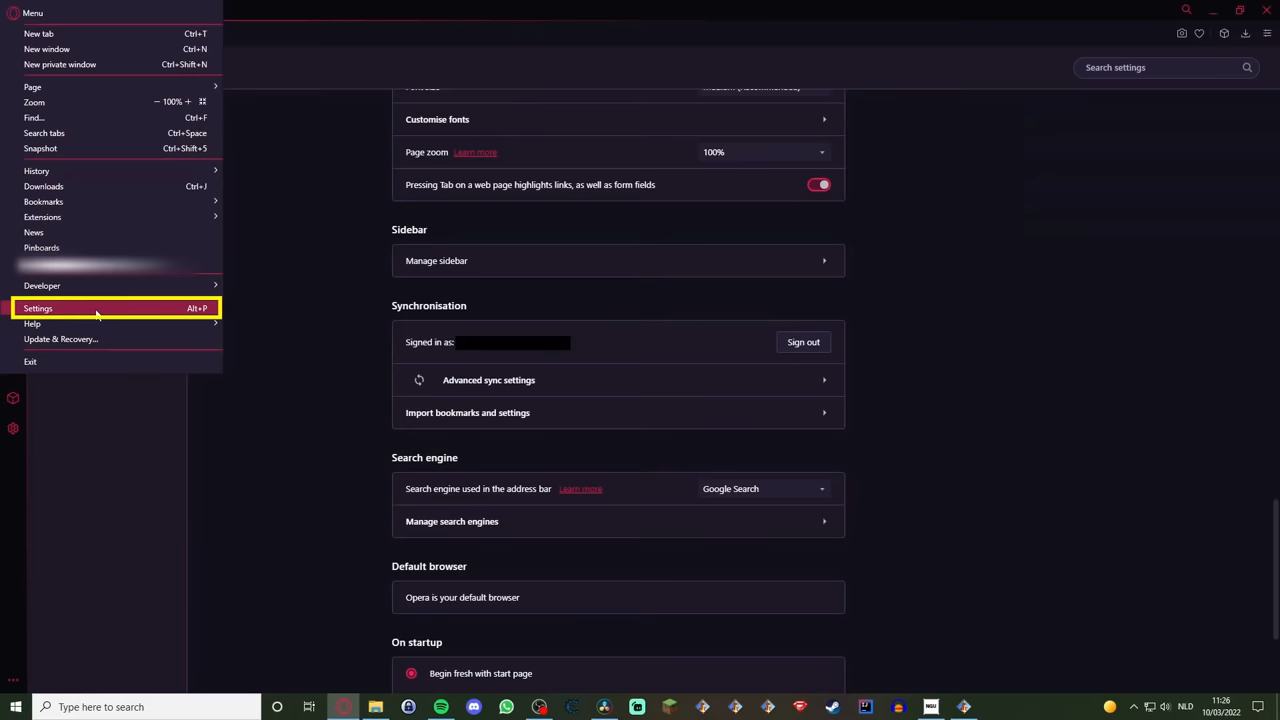 Menu
New tab Ctrl+T
New window Ctrl+N
New private window Ctrl+Shift+N
Page
Zoom — 100% +
Find... Ctrl+F
Search tabs Ctrl+Space
Snapshot Ctrl+Shift+5
History
Downloads Ctrl+J
Bookmarks
Extensions
News
Pinboards
Developer
Settings Alt+P
Help
Update & Recovery...
Exit
Search settings
Customise fonts
Page zoom Learn more 100%
Pressing Tab on a web page highlights links, as well as form fields
Sidebar
Manage sidebar
Synchronisation
Signed in as: Sign out
Advanced sync settings
Import bookmarks and settings
Search engine
Search engine used in the address bar Learn more Google Search
Manage search engines
Default browser
Opera is your default browser
On startup
Begin fresh with start page
Type here to search
NGU
NLD
11:26
10/03/2022